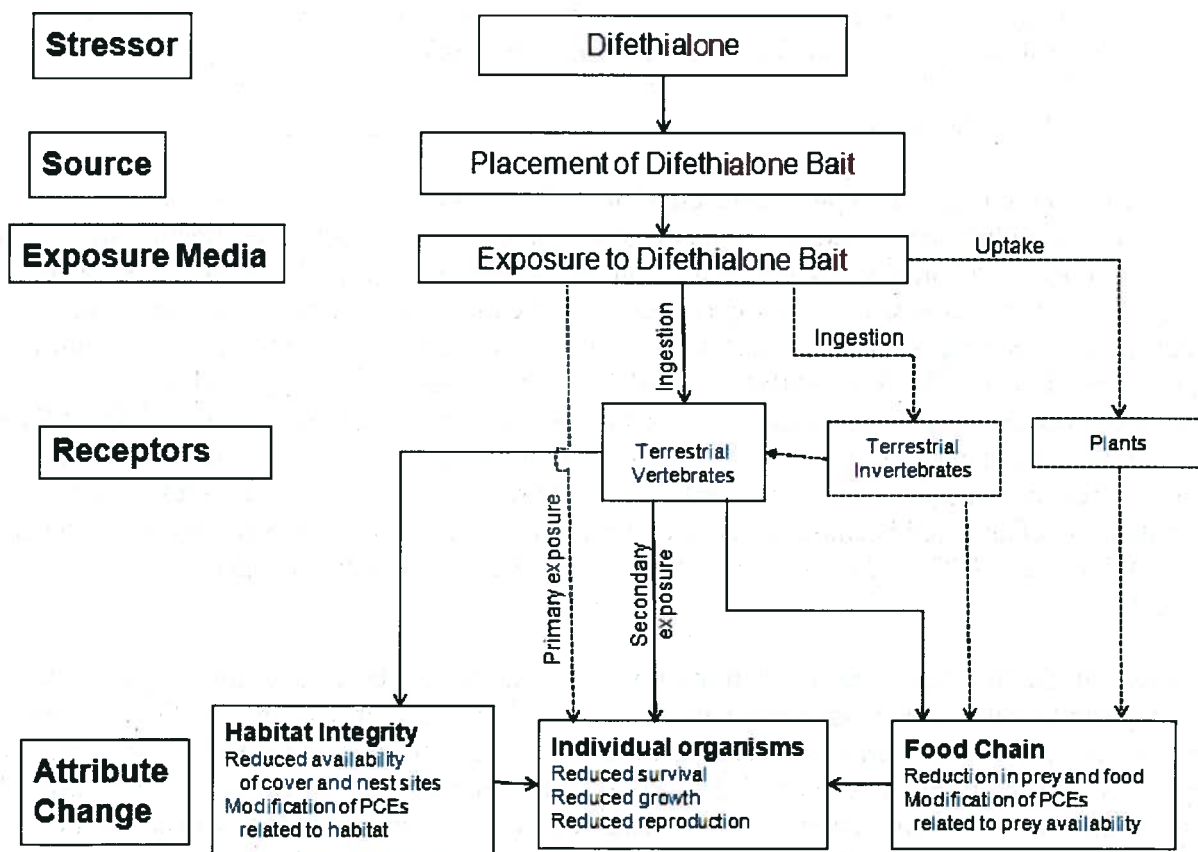 Stressor
Difethialone
Source
Placement of Difethialone Bait
Exposure Media
Exposure to Difethialone Bait
Uptake
Ingestion
Ingestion
Receptors
Terrestrial
Vertebrates
Terrestrial
Invertebrates
Plants
Primary exposure
Secondary
exposure
Attribute
Change
Habitat Integrity
Reduced availability
of cover and nest sites
Modification of PCEs
related to habitat
Individual organisms
Reduced survival
Reduced growth
Reduced reproduction
Food Chain
Reduction in prey and food
Modification of PCEs
related to prey availability